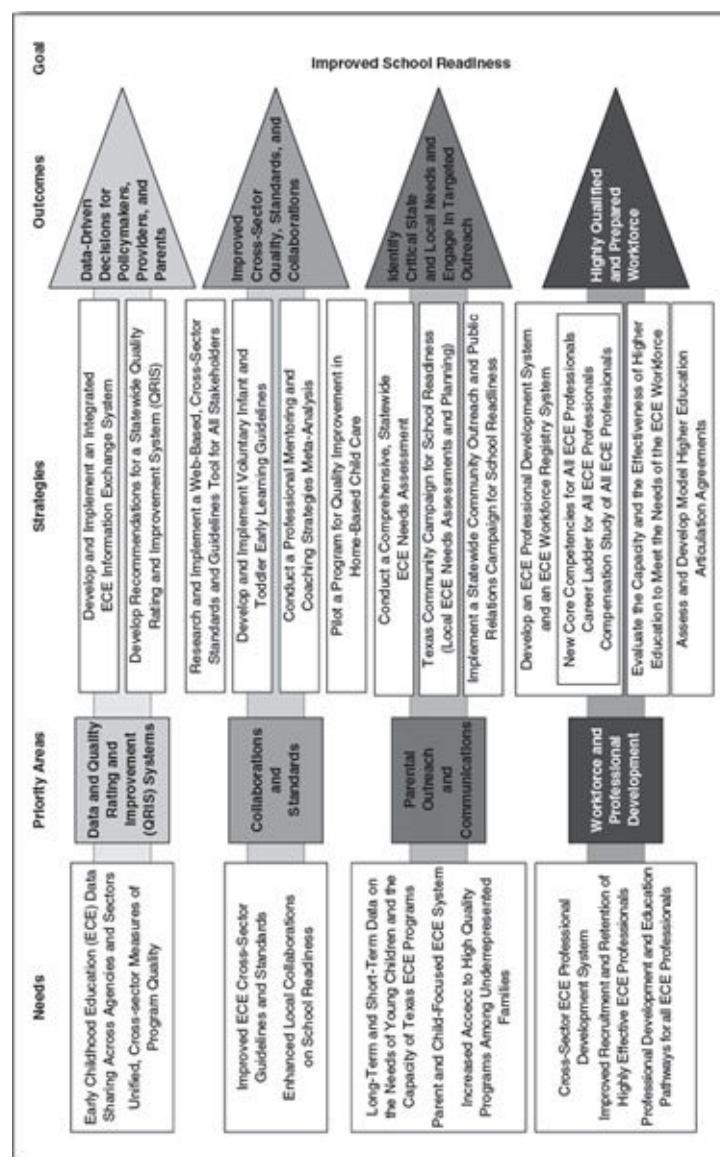 Needs
Priority Areas
Strategies
Outcomes
Goal
Early Childhood Education (ECE) Data
Sharing Across Agencies and Sectors
Unified, Cross-sector Measures of
Program Quality
Data and Quality
Rating and
Improvement
(QRIS) Systems
Develop and Implement an Integrated
ECE Information Exchange System
Develop Recommendations for a Statewide Quality
Rating and Improvement System (QRIS)
Data-Driven
Decisions for
Policymakers,
Providers, and
Parents
Improved ECE Cross-Sector
Guidelines and Standards
Enhanced Local Collaborations
on School Readiness
Collaborations
and
Standards
Research and Implement a Web-Based, Cross-Sector
Standards and Guidelines Tool for All Stakeholders
Develop and Implement Voluntary Infant and
Toddler Early Learning Guidelines
Conduct a Professional Mentoring and
Coaching Strategies Meta-Analysis
Pilot a Program for Quality Improvement in
Home-Based Child Care
Improved
Cross-Sector
Quality, Standards, and
Collaborations
Long-Term and Short-Term Data on
the Needs of Young Children and the
Capacity of Texas ECE Programs
Parent and Child-Focused ECE System
Increased Accecc to High Quality
Programs Among Underrepresented
Families
Parental
Outreach
and
Communications
Conduct a Comprehensive, Statewide
ECE Needs Assessment
Texas Community Campaign for School Readiness
(Local ECE Needs Assessments and Planning)
Implement a Statewide Community Outreach and Public
Relations Campaign for School Readiness
Identify
Critical State
and Local Needs and
Engage In Targeted
Outreach
Cross-Sector ECE Professional
Development System
Improved Recruitment and Retention of
Highly Effective ECE Professionals
Professional Development and Education
Pathways for all ECE Professionals
Workforce and
Professional
Development
Develop an ECE Professional Development System
and an ECE Workforce Registry System
New Core Competencies for All ECE Professionals
Career Ladder for All ECE Professionals
Compensation Study of All ECE Professionals
Evaluate the Capacity and the Effectiveness of Higher
Education to Meet the Needs of the ECE Workforce
Assess and Develop Model Higher Education
Articulation Agreements
Highly Qualified
and Prepared
Workforce
Improved School Readiness